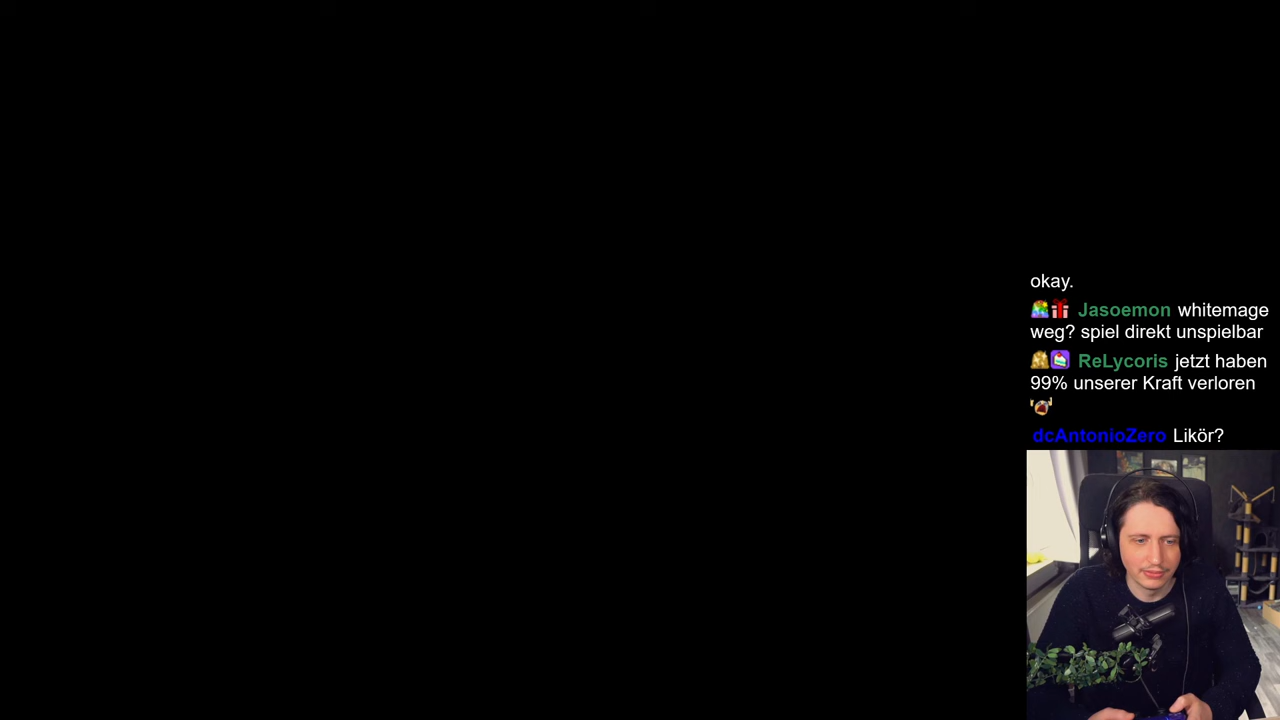 okay.
Jasoemon whitemage
weg? spiel direkt unspielbar
ReLycoris jetzt haben
99% unserer Kraft verloren
dcAntonioZero Likör?